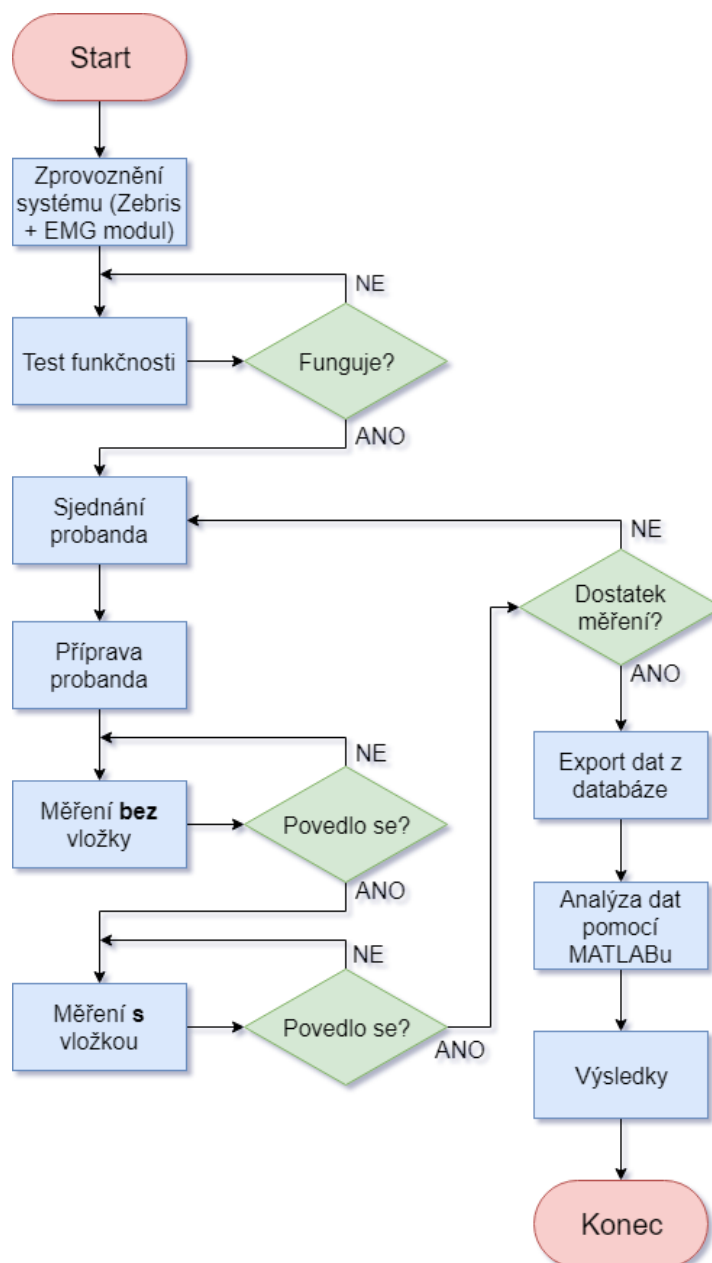 Start
Zprovoznění
systému (Zebris
+ EMG modul)
NE
Test funkčnosti
Funguje?
ANO
Sjednání
probanda
Příprava
probanda
NE
Měření bez
vložky
Povedlo se?
ANO
NE
Měření s
vložkou
Povedlo se?
ANO
NE
Dostatek
měření?
ANO
Export dat z
databáze
Analýza dat
pomocí
MATLABu
Výsledky
Konec